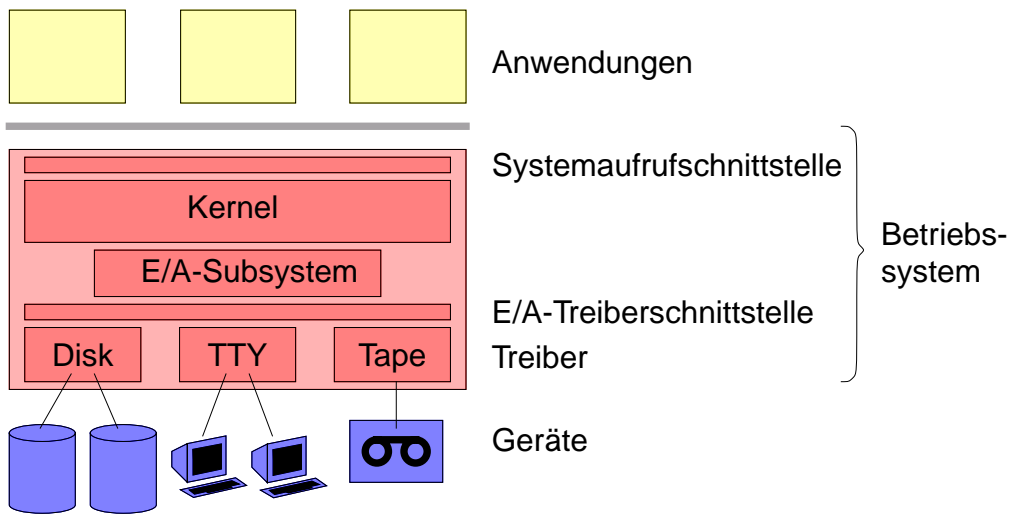 Anwendungen
Systemaufrufschnittstelle
Kernel
Betriebs-
system
E/A-Subsystem
E/A-Treiberschnittstelle
Disk TTY Tape Treiber
Geräte